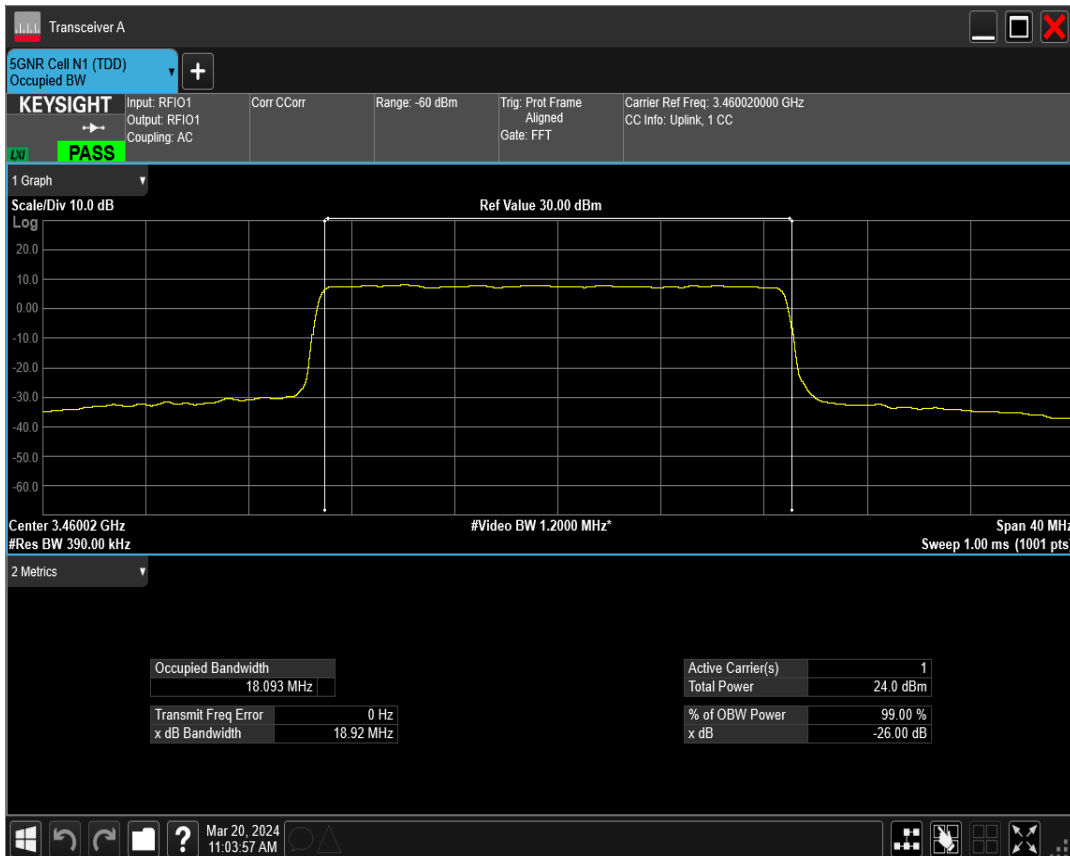 Transceiver A
5GNR Cell N1 (TDD)
Occupied BW
+
KEYSIGHT
LXI
PASS
Input: RFIO1
Output: RFIO1
Coupling: AC
Corr CCorr
Range: -60 dBm
Trig: Prot Frame
Aligned
Gate: FFT
Carrier Ref Freq: 3.460020000 GHz
CC Info: Uplink, 1 CC
1 Graph
Scale/Div 10.0 dB
Ref Value 30.00 dBm
Log
20.0
10.0
0.00
-10.0
-20.0
-30.0
-40.0
-50.0
-60.0
Center 3.46002 GHz
#Video BW 1.2000 MHz*
Span 40 MHz
#Res BW 390.00 kHz
Sweep 1.00 ms (1001 pts)
2 Metrics
Occupied Bandwidth
18.093 MHz
Transmit Freq Error 0 Hz
x dB Bandwidth 18.92 MHz
Active Carrier(s) 1
Total Power 24.0 dBm
% of OBW Power 99.00 %
x dB -26.00 dB
?
Mar 20, 2024
11:03:57 AM